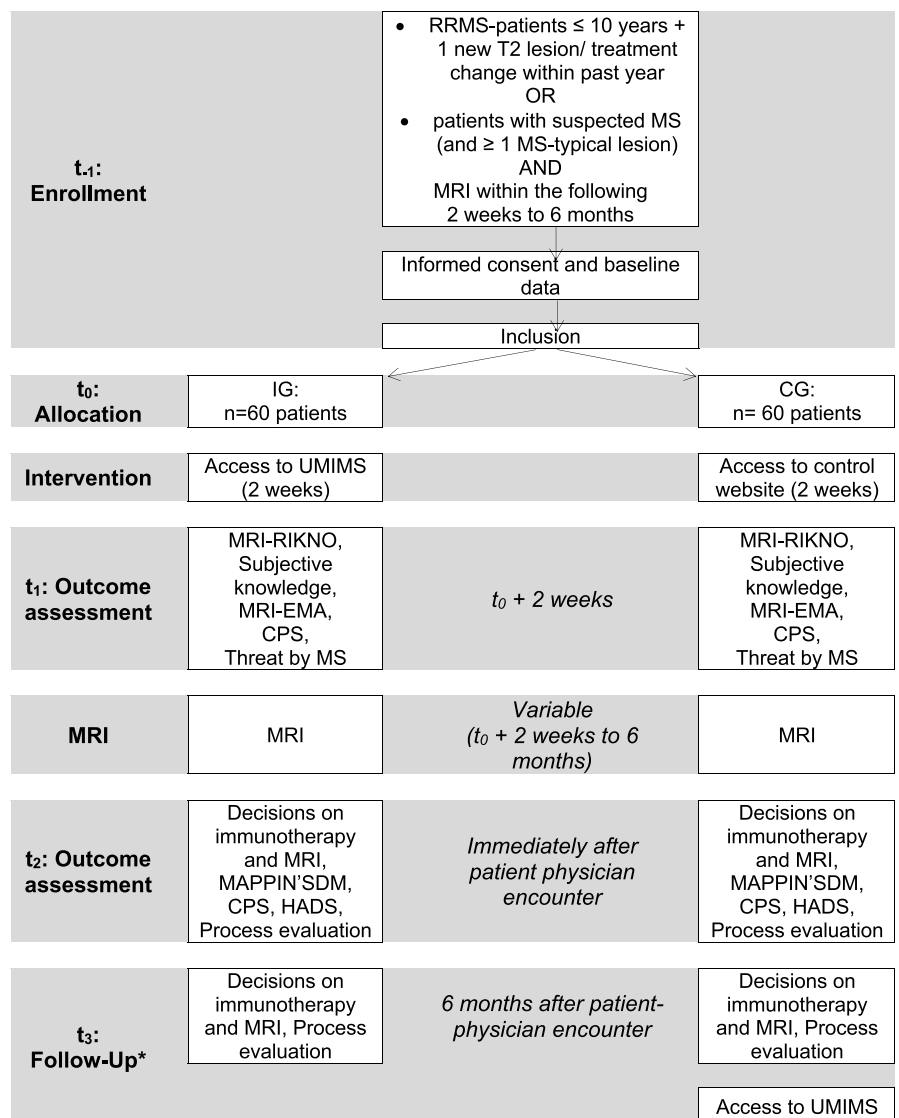 • RRMS-patients ≤ 10 years +
1 new T2 lesion/ treatment
change within past year
OR
• patients with suspected MS
(and ≥ 1 MS-typical lesion)
AND
MRI within the following
2 weeks to 6 months
t-1:
Enrollment
Informed consent and baseline
data
Inclusion
t0:
Allocation
IG:
n=60 patients
CG:
n= 60 patients
Intervention
Access to UMIMS
(2 weeks)
Access to control
website (2 weeks)
t1: Outcome
assessment
MRI-RIKNO,
Subjective
knowledge,
MRI-EMA,
CPS,
Threat by MS
t0 + 2 weeks
MRI-RIKNO,
Subjective
knowledge,
MRI-EMA,
CPS,
Threat by MS
MRI
MRI
Variable
(t0 + 2 weeks to 6
months)
MRI
t2: Outcome
assessment
Decisions on
immunotherapy
and MRI,
MAPPIN’SDM,
CPS, HADS,
Process evaluation
Immediately after
patient physician
encounter
Decisions on
immunotherapy
and MRI,
MAPPIN’SDM,
CPS, HADS,
Process evaluation
t3:
Follow-Up*
Decisions on
immunotherapy
and MRI, Process
evaluation
6 months after patient-
physician encounter
Decisions on
immunotherapy
and MRI, Process
evaluation
Access to UMIMS